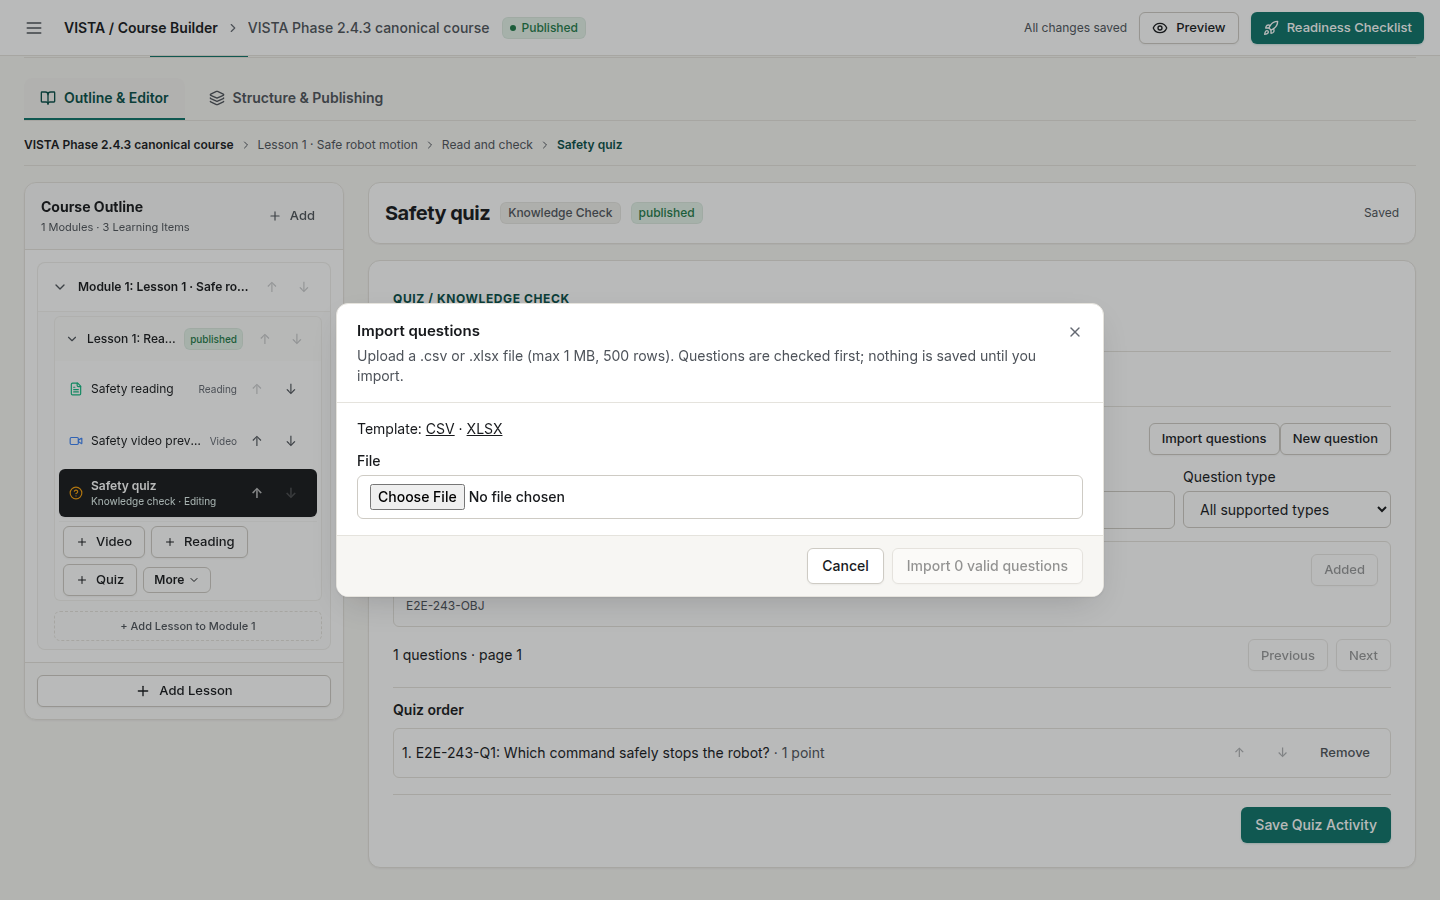 VISTA / Course Builder > VISTA Phase 2.4.3 canonical course Published
All changes saved Preview Readiness Checklist
Outline & Editor Structure & Publishing
VISTA Phase 2.4.3 canonical course > Lesson 1 · Safe robot motion > Read and check > Safety quiz
Course Outline
1 Modules · 3 Learning Items
+ Add
Module 1: Lesson 1 · Safe ro...
Lesson 1: Rea... published
Safety reading Reading
Safety video prev... Video
Safety quiz
Knowledge check · Editing
+ Video + Reading
+ Quiz More
+ Add Lesson to Module 1
+ Add Lesson
Safety quiz Knowledge Check published Saved
QUIZ / KNOWLEDGE CHECK
Import questions
Upload a .csv or .xlsx file (max 1 MB, 500 rows). Questions are checked first; nothing is saved until you
import.
Template: CSV · XLSX
File
Choose File No file chosen
Cancel Import 0 valid questions
Import questions New question
Question type
All supported types
Added
E2E-243-OBJ
1 questions · page 1 Previous Next
Quiz order
1. E2E-243-Q1: Which command safely stops the robot? · 1 point Remove
Save Quiz Activity